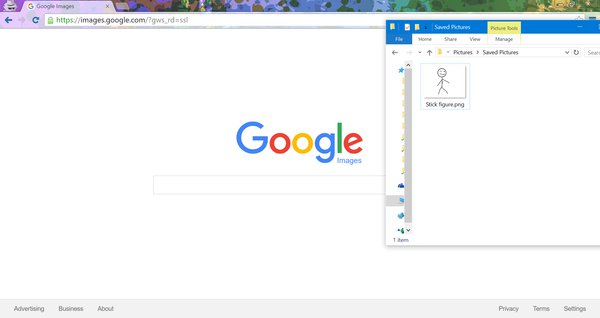 Google Images
https://images.google.com/?gws_rd=ssl
Google
Images
Advertising
Business
About
Privacy
Terms
Settings
Saved Pictures
Picture Tools
File
Home
Share
View
Manage
Pictures
Saved Pictures
Stick figure.png
1 item